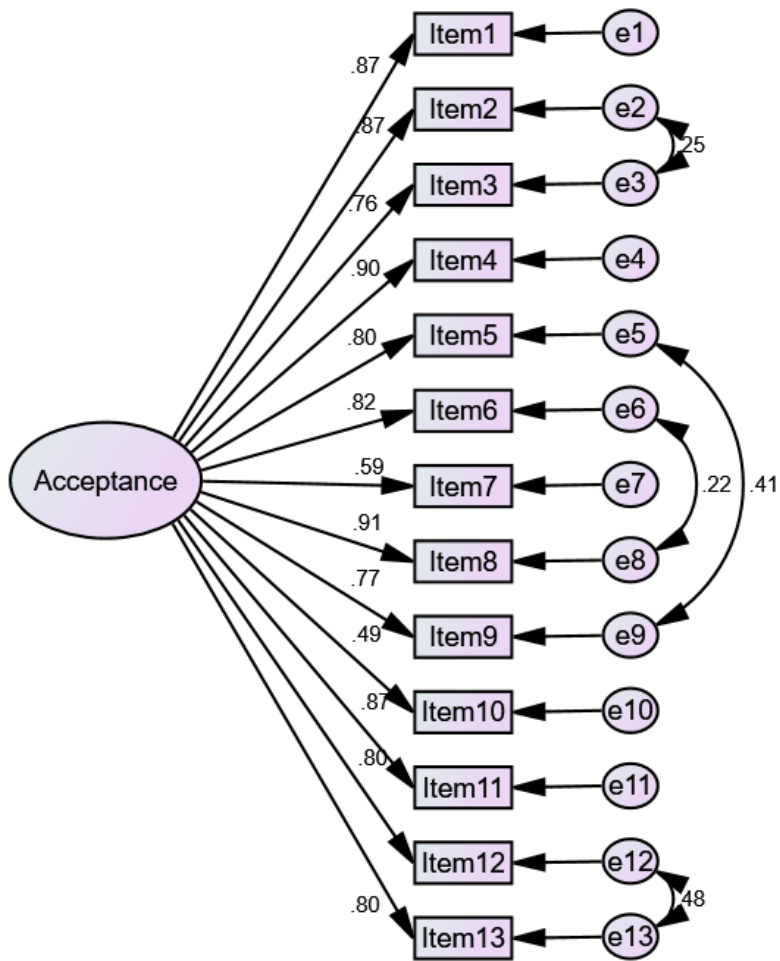 Item1 e1
.87
Item2 e2
.87
.25
Item3 e3
.76
Item4 e4
.90
Item5 e5
.80
Item6 e6
.82
Acceptance
.59
Item7 e7
.22 .41
.91
Item8 e8
.77
Item9 e9
.49
.87
Item10 e10
.80
Item11 e11
Item12 e12
.48
.80
Item13 e13